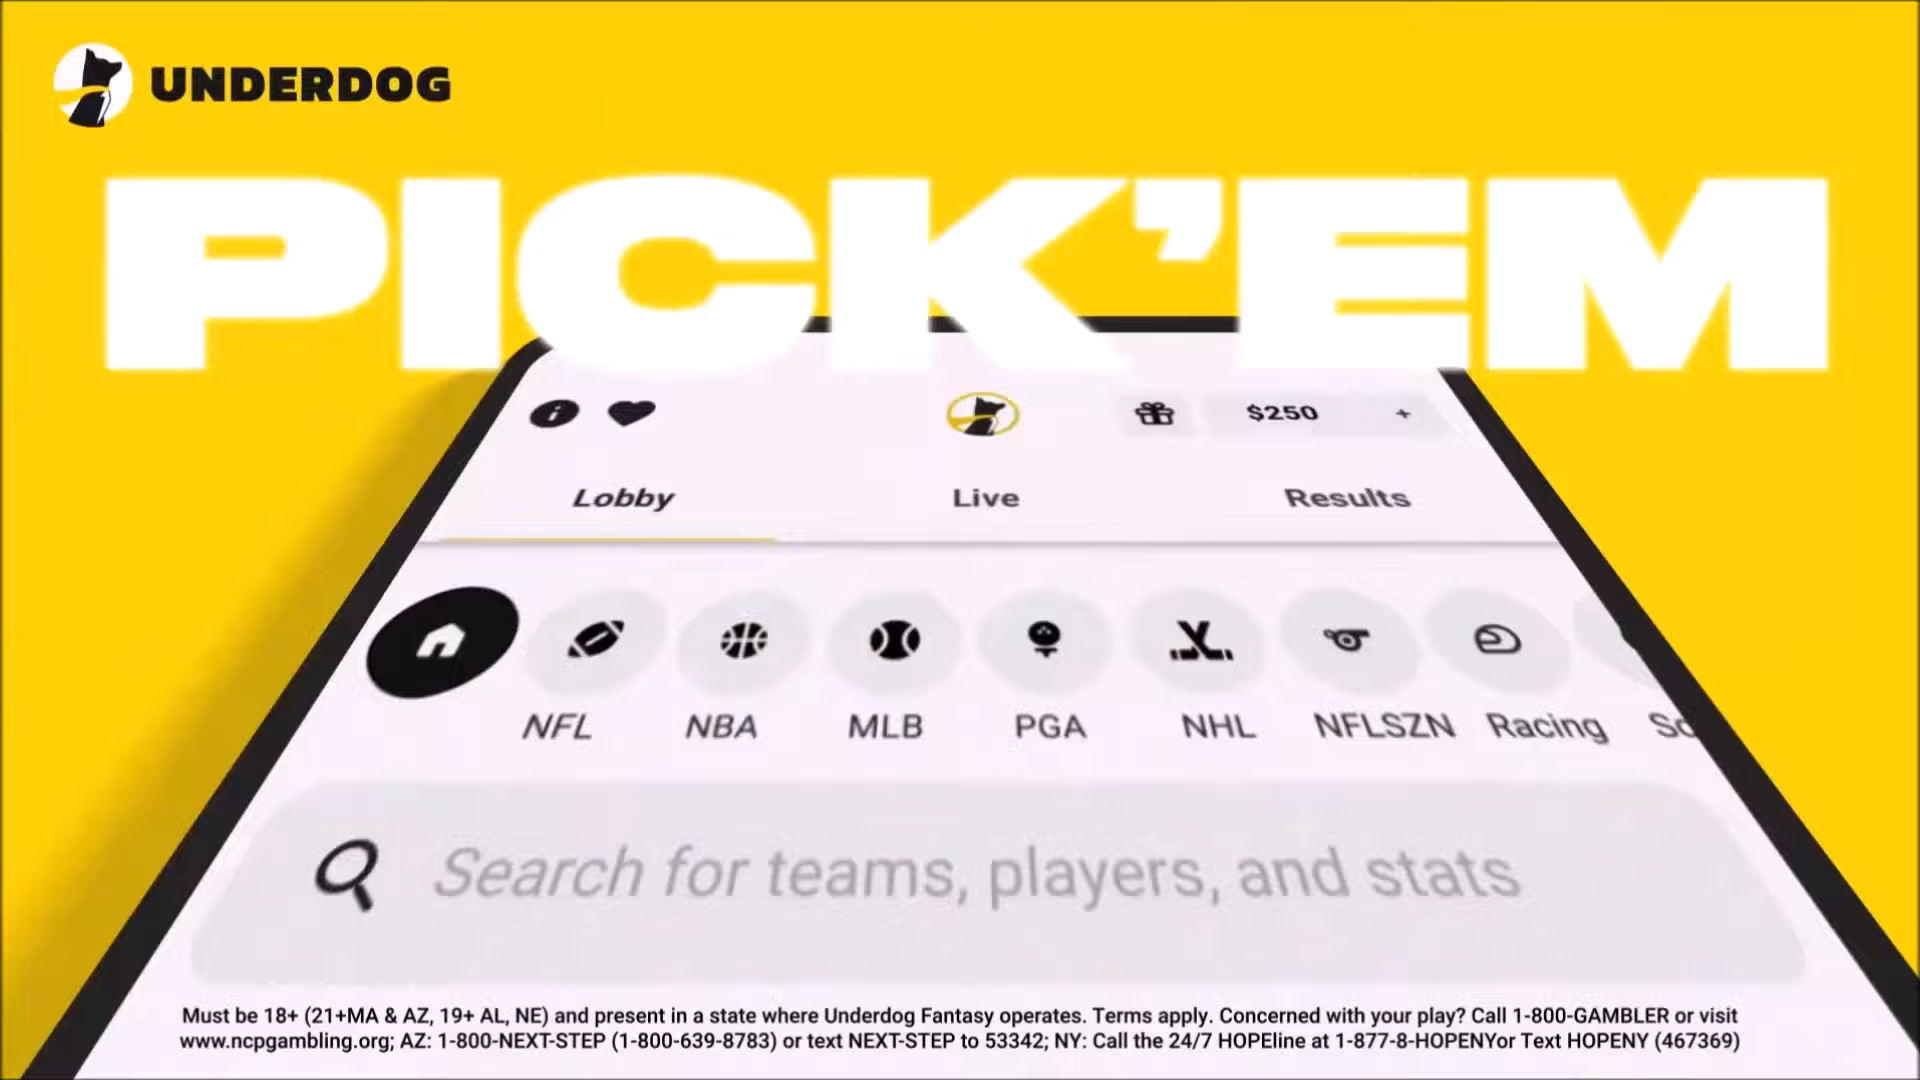 UNDERDOG
PICK'EM
$250 +
Lobby Live Results
NFL NBA MLB PGA NHL NFLSZN Racing
Search for teams, players, and stats
Must be 18+ (21+MA & AZ, 19+ AL, NE) and present in a state where Underdog Fantasy operates. Terms apply. Concerned with your play? Call 1-800-GAMBLER or visit
www.ncpgambling.org; AZ: 1-800-NEXT-STEP (1-800-639-8783) or text NEXT-STEP to 53342; NY: Call the 24/7 HOPEline at 1-877-8-HOPENYor Text HOPENY (467369)